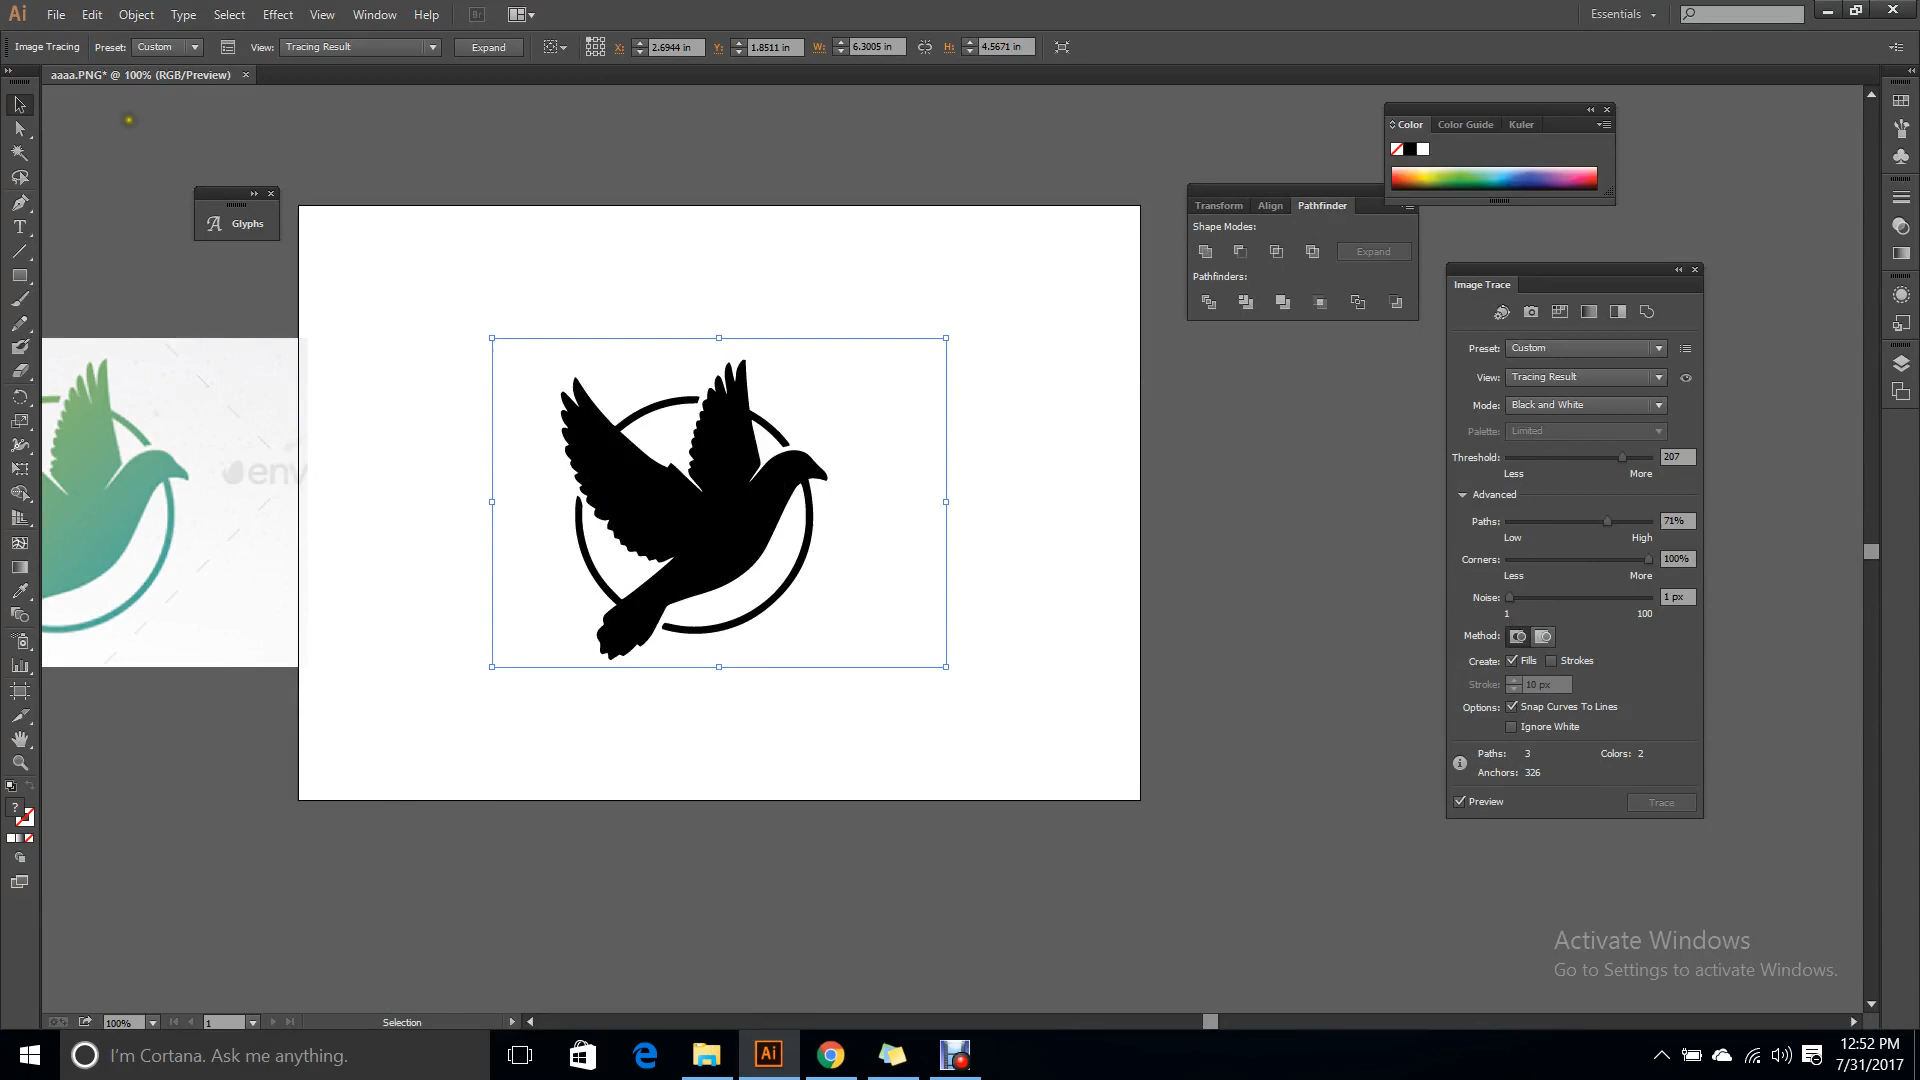 Ai File Edit Object Type Select Effect View Window Help Br Essentials
Image Tracing Preset: Custom View: Tracing Result Expand X: 2.6944 in Y: 1.8511 in W: 6.3005 in H: 4.5671 in
aaaa.PNG* @ 100% (RGB/Preview)
Color Color Guide Kuler
A Glyphs
Transform Align Pathfinder
Shape Modes:
Expand
Pathfinders:
Image Trace
Preset: Custom
View: Tracing Result
Mode: Black and White
Palette: Limited
Threshold: 207
Less More
Advanced
Paths: 71%
Low High
Corners: 100%
Less More
Noise: 1 px
1 100
Method:
Create: Fills Strokes
Stroke: 10 px
Options: Snap Curves To Lines
Ignore White
Paths: 3 Colors: 2
Anchors: 326
Preview Trace
env
T
?
Activate Windows
Go to Settings to activate Windows.
100% 1 Selection
I'm Cortana. Ask me anything.
Ai
12:52 PM
7/31/2017